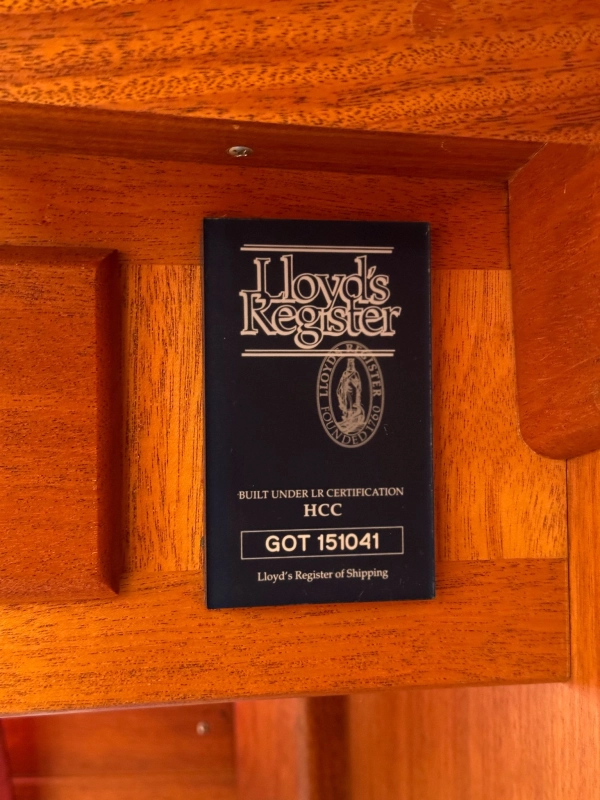 Lloyd's
Register
LLOYD'S REGISTER
FOUNDED 1760
BUILT UNDER LR CERTIFICATION
HCC
GOT 151041
Lloyd's Register of Shipping